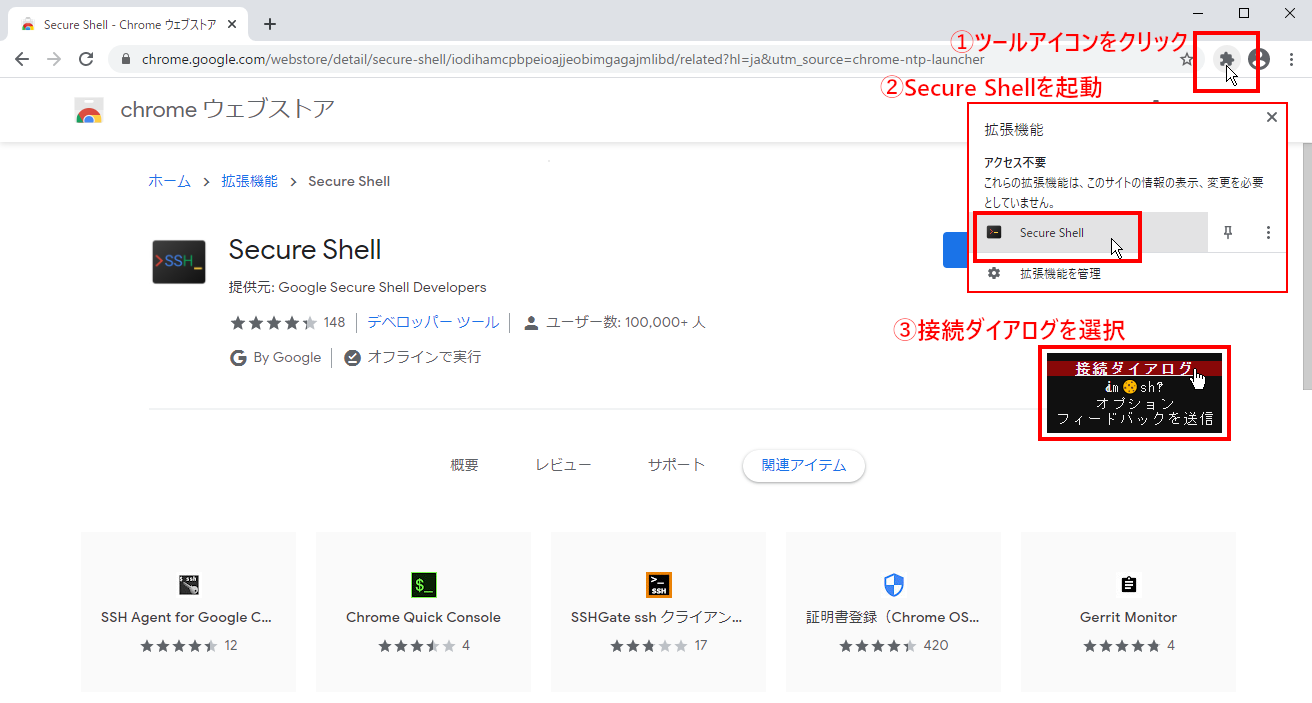 Secure Shell - Chrome ウェブストア
①ツールアイコンをクリック
chrome.google.com/webstore/detail/secure-shell/iodihamcpbpeioajjeobimgagajmlibd/related?hl=ja&utm_source=chrome-ntp-launcher
②Secure Shellを起動
chrome ウェブストア
拡張機能
アクセス不要
これらの拡張機能は、このサイトの情報の表示、変更を必要
としていません。
Secure Shell
拡張機能を管理
ホーム > 拡張機能 > Secure Shell
>SSH_
Secure Shell
提供元: Google Secure Shell Developers
148
デベロッパー ツール
ユーザー数: 100,000+ 人
G By Google
オフラインで実行
③接続ダイアログを選択
接続ダイアログ
¿msh?
オプション
フィードバックを送信
概要
レビュー
サポート
関連アイテム
$ ssh
SSH Agent for Google C...
12
$_
Chrome Quick Console
4
>_
SSH
SSHGate ssh クライアン...
17
証明書登録（Chrome OS...
420
Gerrit Monitor
4